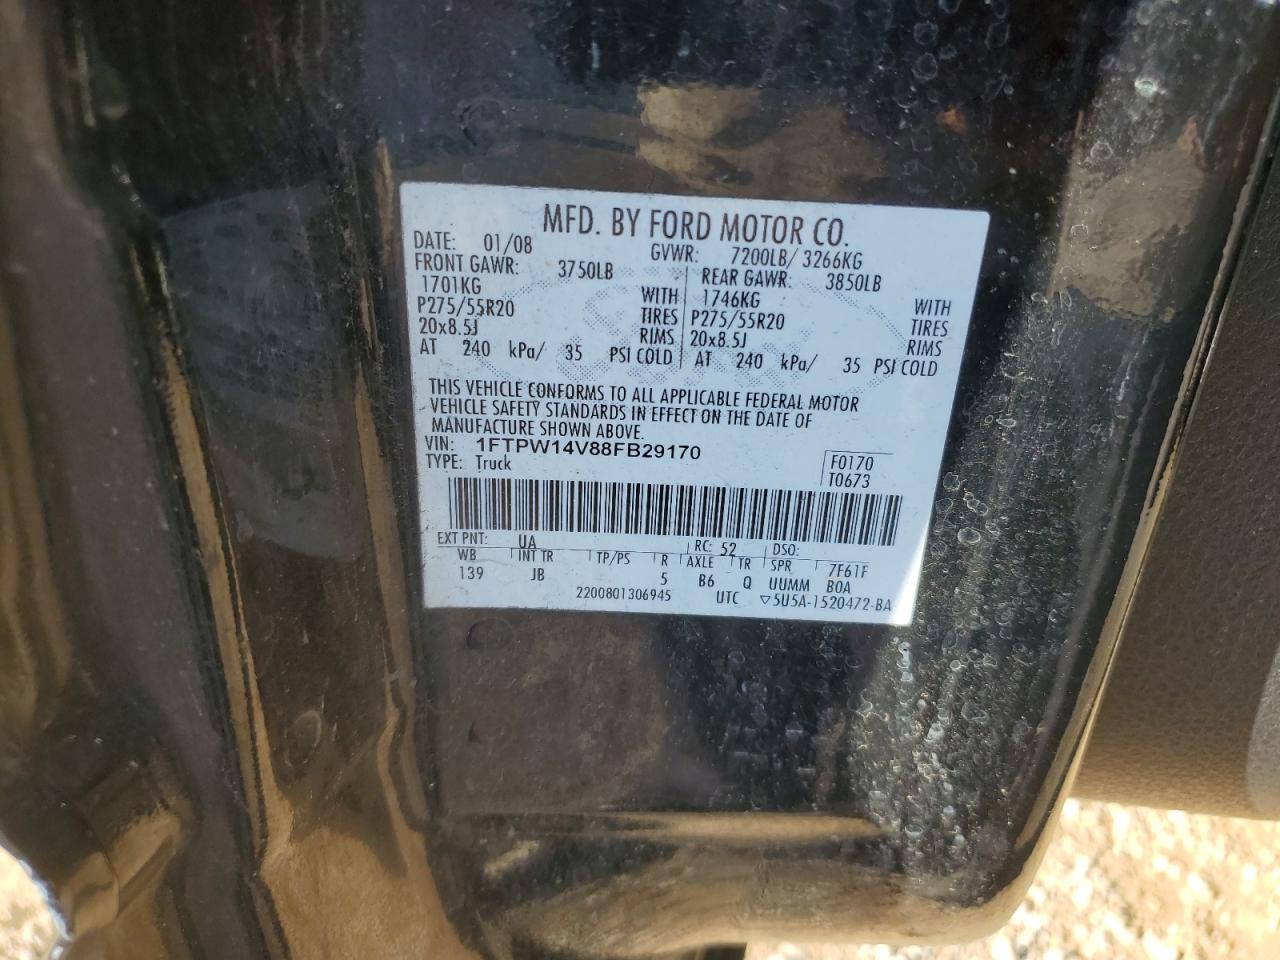 MFD. BY FORD MOTOR CO.
DATE: 01/08 GVWR: 7200LB/ 3266KG
FRONT GAWR: 3750LB REAR GAWR: 3850LB
1701KG WITH 1746KG WITH
P275/55R20 TIRES P275/55R20 TIRES
20x8.5J RIMS 20x8.5J RIMS
AT 240 kPa/ 35 PSI COLD AT 240 kPa/ 35 PSI COLD
THIS VEHICLE CONFORMS TO ALL APPLICABLE FEDERAL MOTOR
VEHICLE SAFETY STANDARDS IN EFFECT ON THE DATE OF
MANUFACTURE SHOWN ABOVE.
VIN: 1FTPW14V88FB29170 F0170
TYPE: Truck T0673
EXT PNT: UA RC: 52 DSO:
WB INT TR TP/PS R AXLE TR SPR 7F61F
139 JB 5 B6 Q UUMM BOA
2200801306945 UTC ▽5U5A-1520472-BA